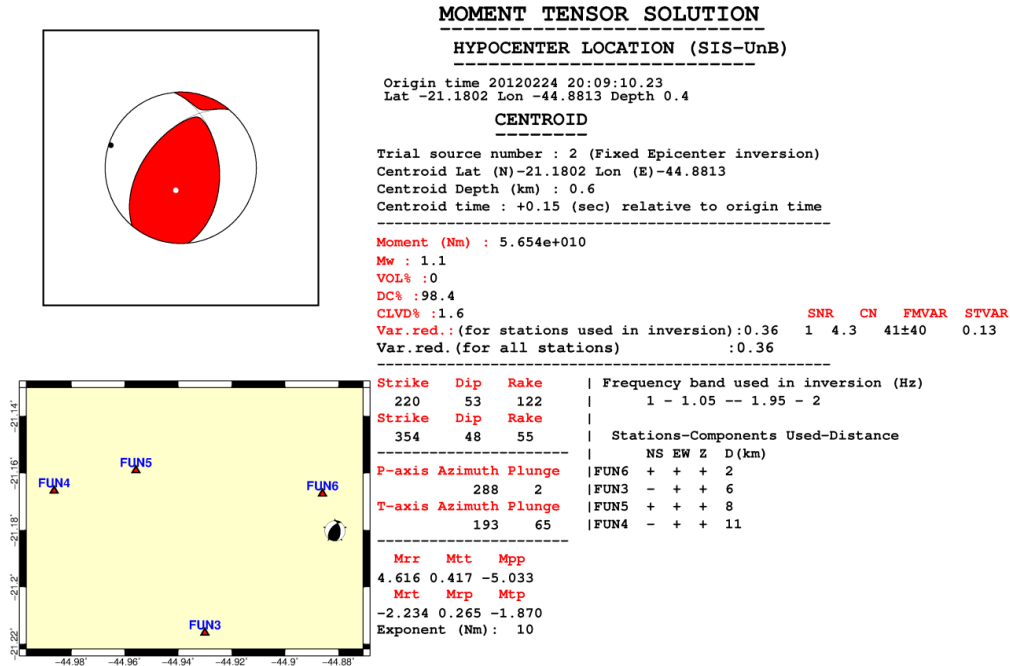 MOMENT TENSOR SOLUTION
HYPOCENTER LOCATION (SIS-UnB)
Origin time 20120224 20:09:10.23
Lat -21.1802 Lon -44.8813 Depth 0.4
CENTROID
Trial source number : 2 (Fixed Epicenter inversion)
Centroid Lat (N)-21.1802 Lon (E)-44.8813
Centroid Depth (km) : 0.6
Centroid time : +0.15 (sec) relative to origin time
Moment (Nm) : 5.654e+010
Mw : 1.1
VOL% :0
DC% :98.4
CLVD% :1.6 SNR CN FMVAR STVAR
Var.red.:(for stations used in inversion):0.36 1 4.3 41±40 0.13
Var.red.(for all stations) :0.36
Strike Dip Rake | Frequency band used in inversion (Hz)
220 53 122 | 1 - 1.05 -- 1.95 - 2
Strike Dip Rake |
354 48 55 | Stations-Components Used-Distance
| NS EW Z D(km)
P-axis Azimuth Plunge |FUN6 + + + 2
288 2 |FUN3 - + + 6
T-axis Azimuth Plunge |FUN5 + + + 8
193 65 |FUN4 - + + 11
Mrr Mtt Mpp
4.616 0.417 -5.033
Mrt Mrp Mtp
-2.234 0.265 -1.870
Exponent (Nm): 10
-21.14˚
-21.16˚
-21.18˚
-21.2˚
-21.22˚
FUN5
FUN4
FUN6
FUN3
-44.98˚ -44.96˚ -44.94˚ -44.92˚ -44.9˚ -44.88˚